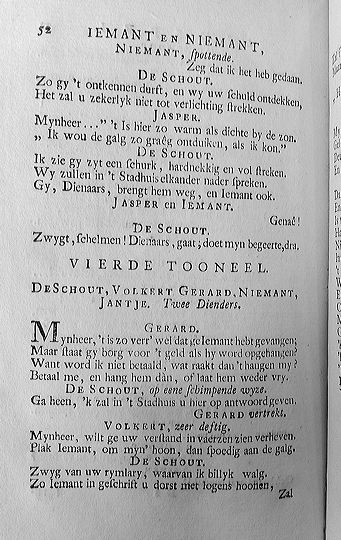 52
IEMANT EN NIEMANT,
NIEMANT, ſpottende.
Zeg dat ik het heb gedaan.
DE SCHOUT.
Zo gy 't ontkennen durft, en wy uw ſchuld ontdekken,
Het zal u zekerlyk niet tot verlichting ſtrekken.
JASPER.
Mynheer...." 't Is hier zo warm als dichte by de zon.
„ Ik wou de galg zo graég ontduiken, als ik kon."
DE SCHOUT.
Ik zie gy zyt een ſchurk, hardnekkig en vol ſtreken.
Wy zullen in 't Stadhuis elkander nader ſpreken.
Gy, Dienaars, brengt hem weg, en Iemant ook.
JASPER en IEMANT.
Genaê!
DE SCHOUT.
Zwygt, ſchelmen! Dienaars, gaat; doet myn begeerte, dra.
VIERDE TOONEEL.
DE SCHOUT, VOLKERT GERARD, NIEMANT,
JANTJE. Twee Dienders.
GERARD.
Mynheer, 't is zo verr' wel dat ge Iemant hebt gevangen;
Maar ſtaat gy borg voor 't geld als hy word opgehangen?
Want word ik niet betaald, wat raakt dan 't haugen my?
Betaal me, en hang hem dàn, of laat hem weder vry.
DE SCHOUT, op eene ſchimpende wyze.
Ga heen, 'k zal in 't Stadhuis u hier op antwoord geven.
GERARD vertrekt.
VOLKERT, zeer deftig.
Mynheer, wilt ge uw verſtand in vaerzen zien verheven,
Plak Iemant, om myn' hoon, dan ſpoedig aan de galg.
DE SCHOUT.
Zwyg van uw rymlary, waarvan ik billyk walg.
Zo Iemant in geſchrift u dorst met logens hoonen,
Zal